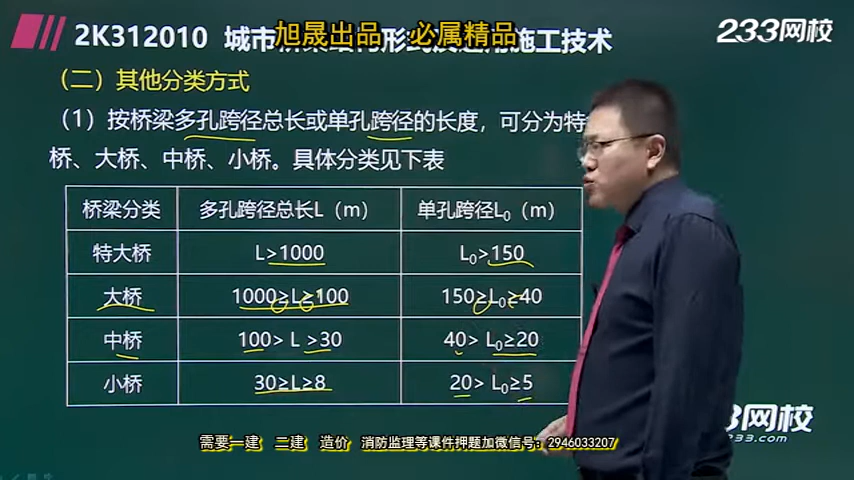 2K312010 城市
旭晟出品 必属精品
施工技术
233网校
（二）其他分类方式
（1）按桥梁多孔跨径总长或单孔跨径的长度，可分为特
桥、大桥、中桥、小桥。具体分类见下表
桥梁分类 多孔跨径总长L（m） 单孔跨径L₀（m）
特大桥 L>1000 L₀>150
大桥 1000≥L≥100 150≥L₀≥40
中桥 100> L >30 40> L₀≥20
小桥 30≥L≥8 20> L₀≥5
3网校
233.com
需要一建 二建 造价 消防监理等课件押题加微信号：2946033207